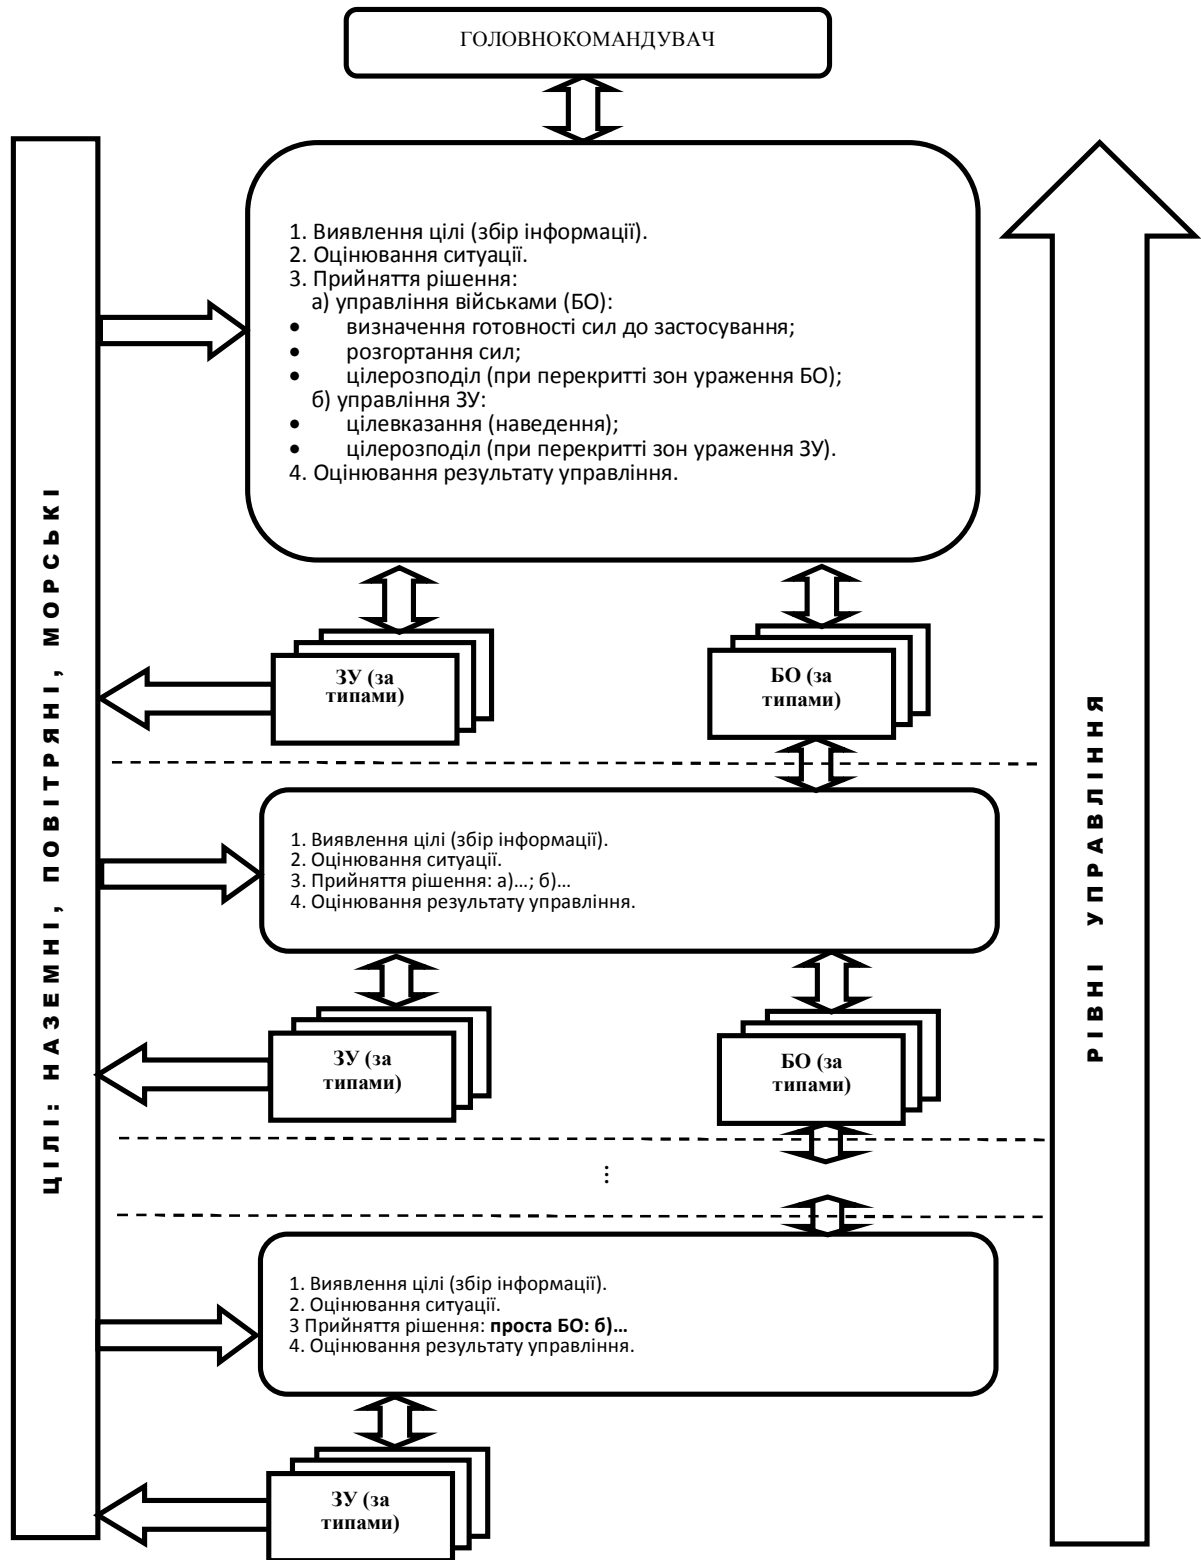 ГОЛОВНОКОМАНДУВАЧ
1. Виявлення цілі (збір інформації).
2. Оцінювання ситуації.
3. Прийняття рішення:
а) управління військами (БО):
• визначення готовності сил до застосування;
• розгортання сил;
• цілерозподіл (при перекритті зон ураження БО);
б) управління ЗУ:
• цілевказання (наведення);
• цілерозподіл (при перекритті зон ураження ЗУ).
4. Оцінювання результату управління.
ЦІЛІ: НАЗЕМНІ, ПОВІТРЯНІ, МОРСЬКІ
РІВНІ УПРАВЛІННЯ
ЗУ (за
типами)
БО (за
типами)
1. Виявлення цілі (збір інформації).
2. Оцінювання ситуації.
3. Прийняття рішення: а)…; б)…
4. Оцінювання результату управління.
ЗУ (за
типами)
БО (за
типами)
…
1. Виявлення цілі (збір інформації).
2. Оцінювання ситуації.
3 Прийняття рішення: проста БО: б)…
4. Оцінювання результату управління.
ЗУ (за
типами)